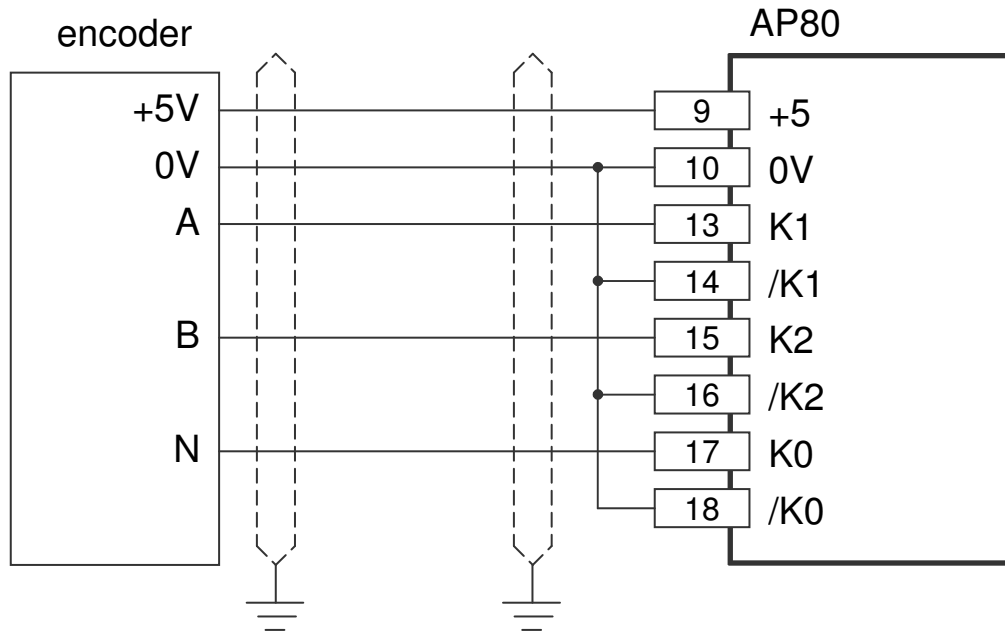 encoder AP80
+5V 9 +5
0V 10 0V
A 13 K1
14 /K1
B 15 K2
16 /K2
N 17 K0
18 /K0